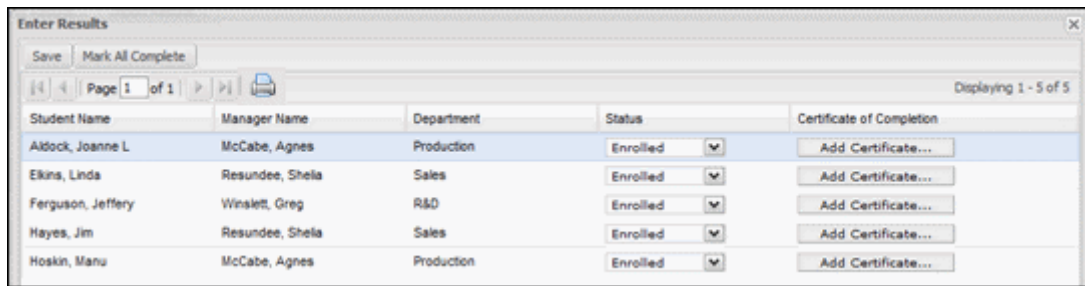 Enter Results
Save Mark All Complete
Page 1 of 1 Displaying 1 - 5 of 5
Student Name Manager Name Department Status Certificate of Completion
Aldock, Joanne L McCabe, Agnes Production Enrolled Add Certificate...
Elkins, Linda Resundee, Shelia Sales Enrolled Add Certificate...
Ferguson, Jeffery Winslett, Greg R&D Enrolled Add Certificate...
Hayes, Jim Resundee, Shelia Sales Enrolled Add Certificate...
Hoskin, Manu McCabe, Agnes Production Enrolled Add Certificate...